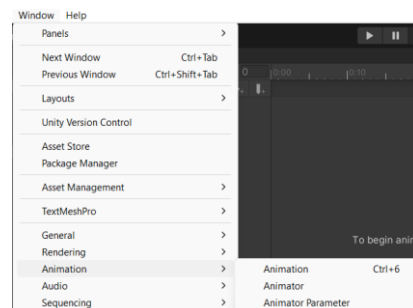 Window Help
Panels
Next Window Ctrl+Tab
Previous Window Ctrl+Shift+Tab
0 0:00 0:10
Layouts
Unity Version Control
Asset Store
Package Manager
Asset Management
TextMeshPro
General
To begin ani
Rendering
Animation Animation Ctrl+6
Audio Animator
Sequencing Animator Parameter